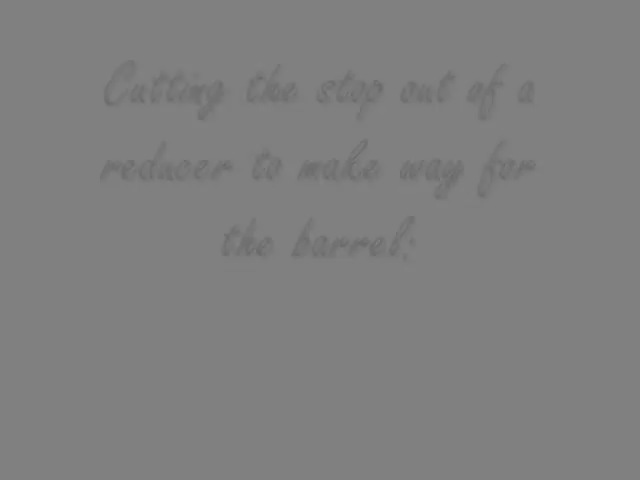 Cutting the stop out of a
reducer to make way for
the barrel: